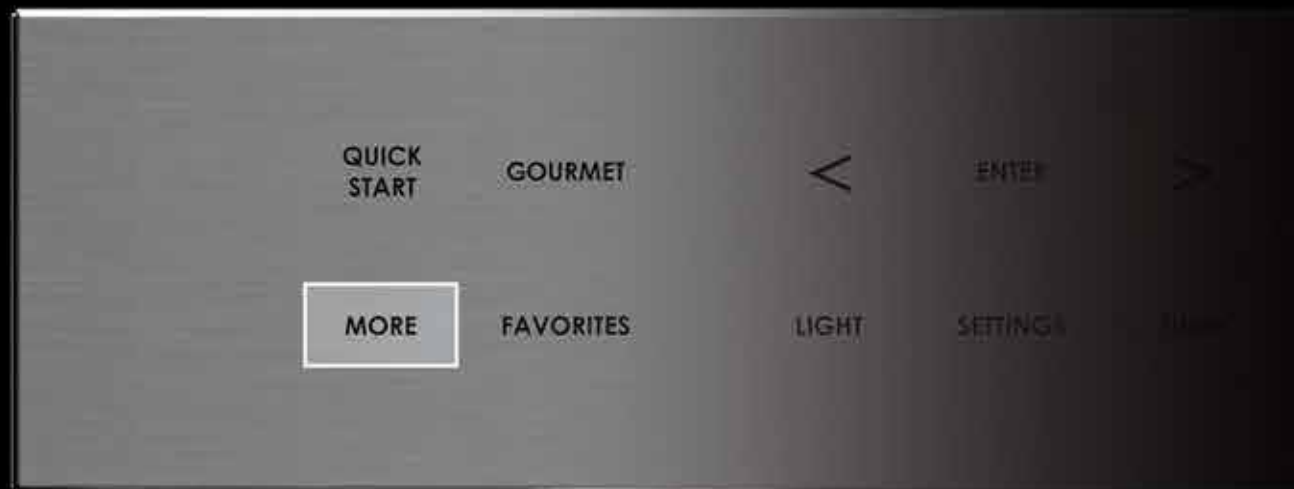 QUICK
START
GOURMET
<
ENTER
>
MORE
FAVORITES
LIGHT
SETTINGS